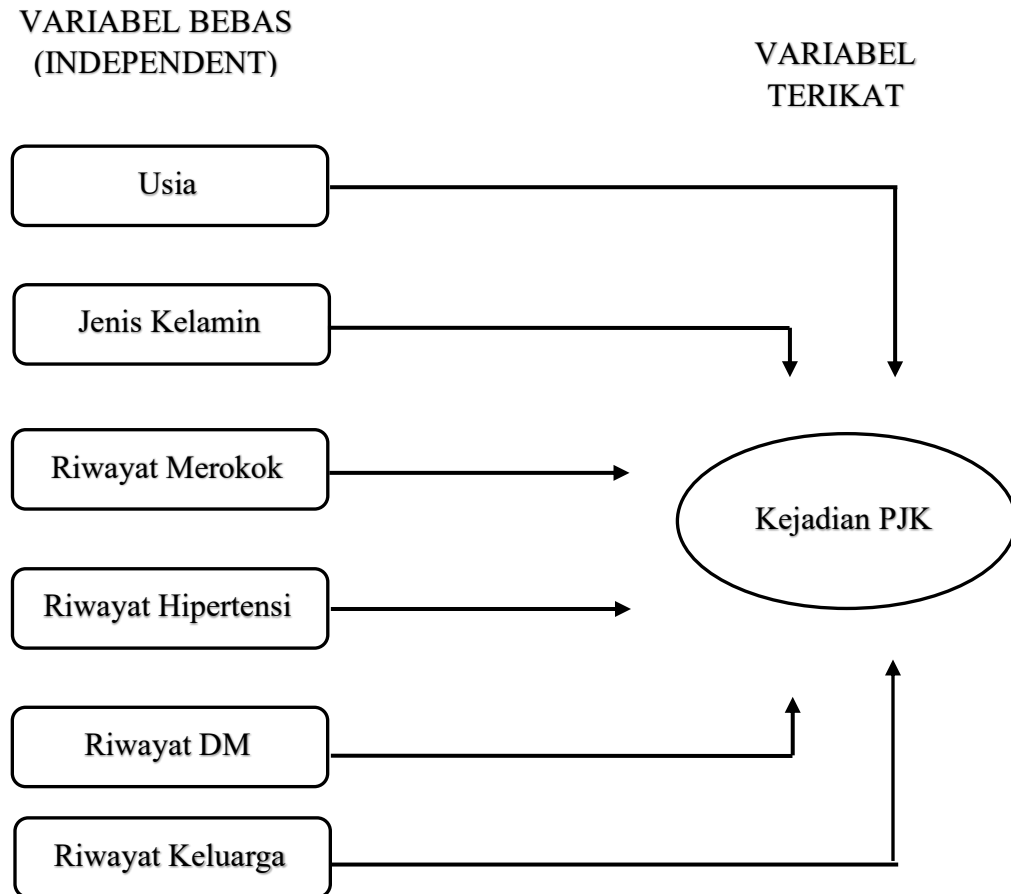 VARIABEL BEBAS
(INDEPENDENT)
VARIABEL
TERIKAT
Usia
Jenis Kelamin
Riwayat Merokok
Kejadian PJK
Riwayat Hipertensi
Riwayat DM
Riwayat Keluarga